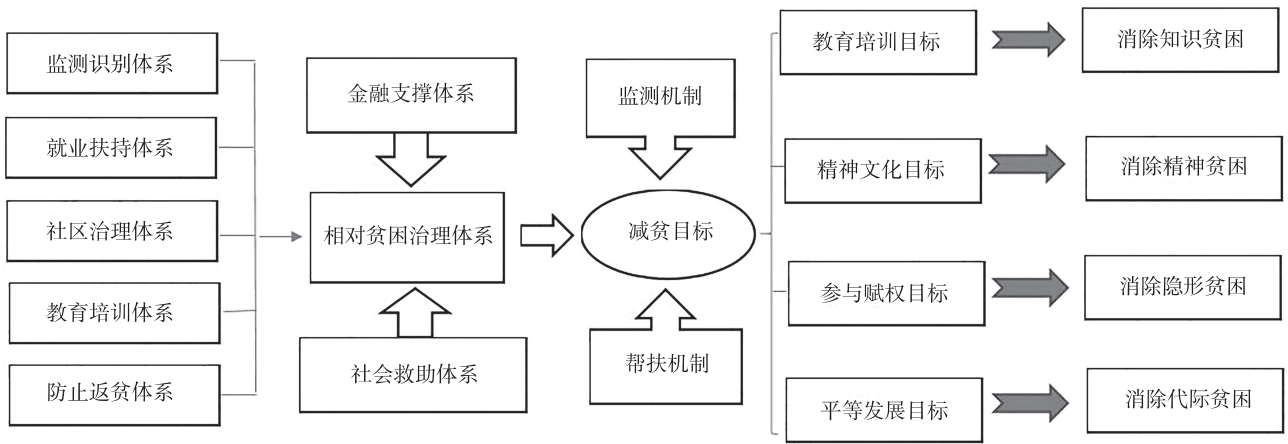 监测识别体系
就业扶持体系
社区治理体系
教育培训体系
防止返贫体系
金融支撑体系
相对贫困治理体系
社会救助体系
监测机制
减贫目标
帮扶机制
教育培训目标
消除知识贫困
精神文化目标
消除精神贫困
参与赋权目标
消除隐形贫困
平等发展目标
消除代际贫困